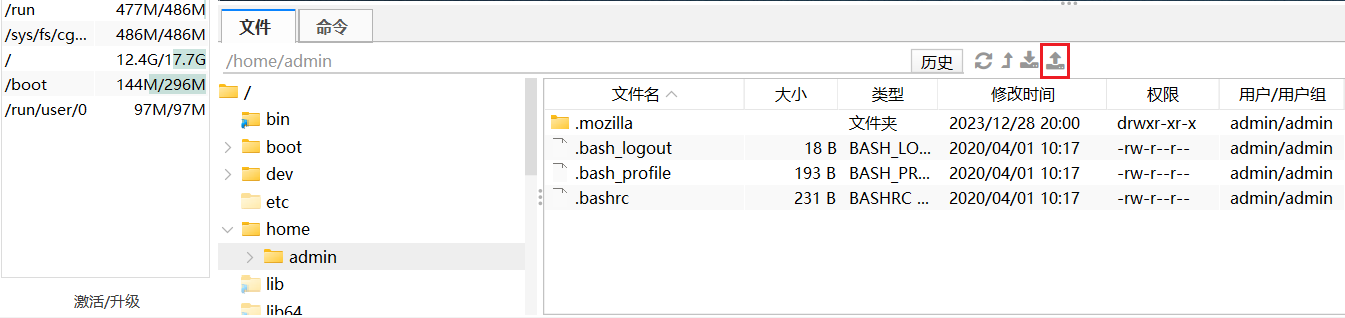 /run 477M/486M
/sys/fs/cg... 486M/486M
/ 12.4G/17.7G
/boot 144M/296M
/run/user/0 97M/97M
激活/升级
文件 命令
/home/admin 历史
/
bin
boot
dev
etc
home
admin
lib
lib64
文件名 大小 类型 修改时间 权限 用户/用户组
.mozilla 文件夹 2023/12/28 20:00 drwxr-xr-x admin/admin
.bash_logout 18 B BASH_LO... 2020/04/01 10:17 -rw-r--r-- admin/admin
.bash_profile 193 B BASH_PR... 2020/04/01 10:17 -rw-r--r-- admin/admin
.bashrc 231 B BASHRC ... 2020/04/01 10:17 -rw-r--r-- admin/admin